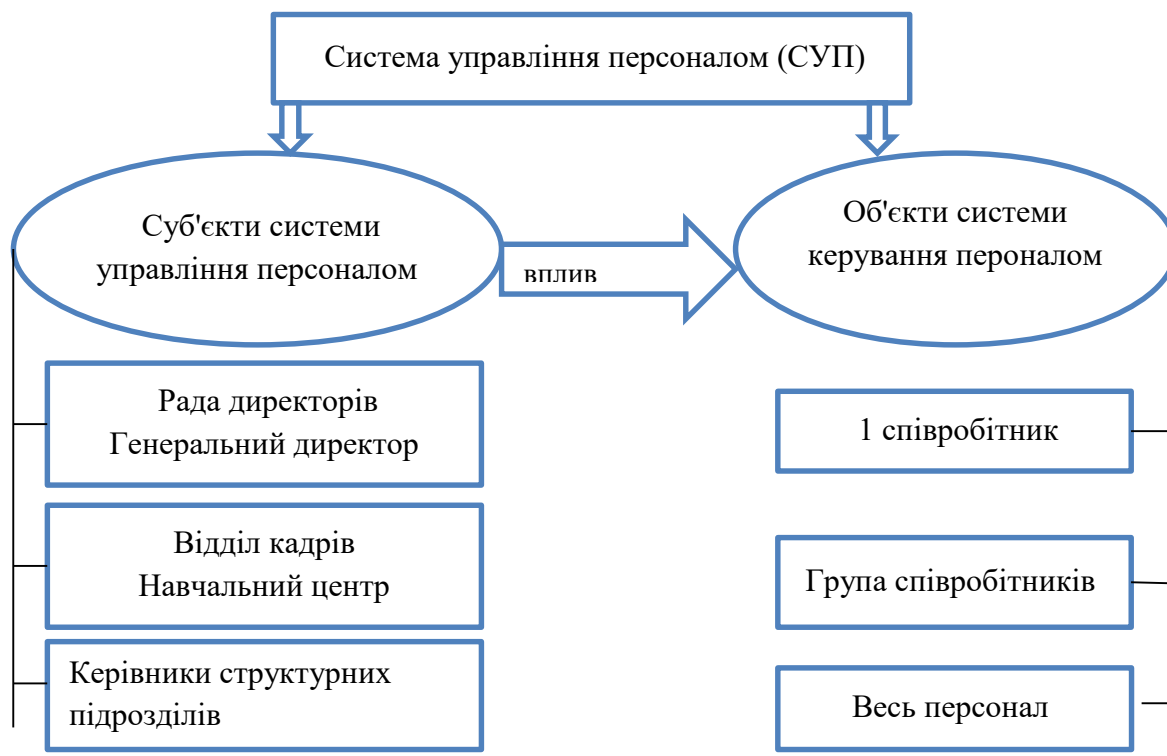 Система управління персоналом (СУП)
Суб'єкти системи
управління персоналом
вплив
Об'єкти системи
керування пероналом
Рада директорів
Генеральний директор
Відділ кадрів
Навчальний центр
Керівники структурних
підрозділів
1 співробітник
Група співробітників
Весь персонал